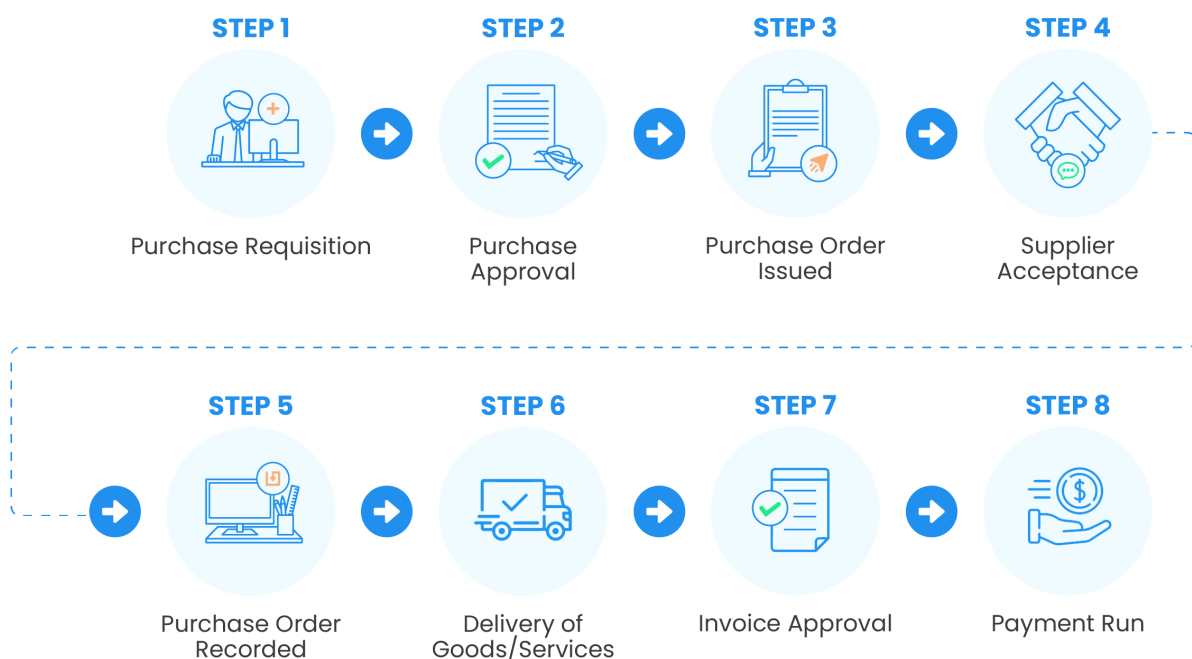 STEP 1
STEP 2
STEP 3
STEP 4
Purchase Requisition
Purchase
Approval
Purchase Order
Issued
Supplier
Acceptance
STEP 5
STEP 6
STEP 7
STEP 8
$
Purchase Order
Recorded
Delivery of
Goods/Services
Invoice Approval
Payment Run